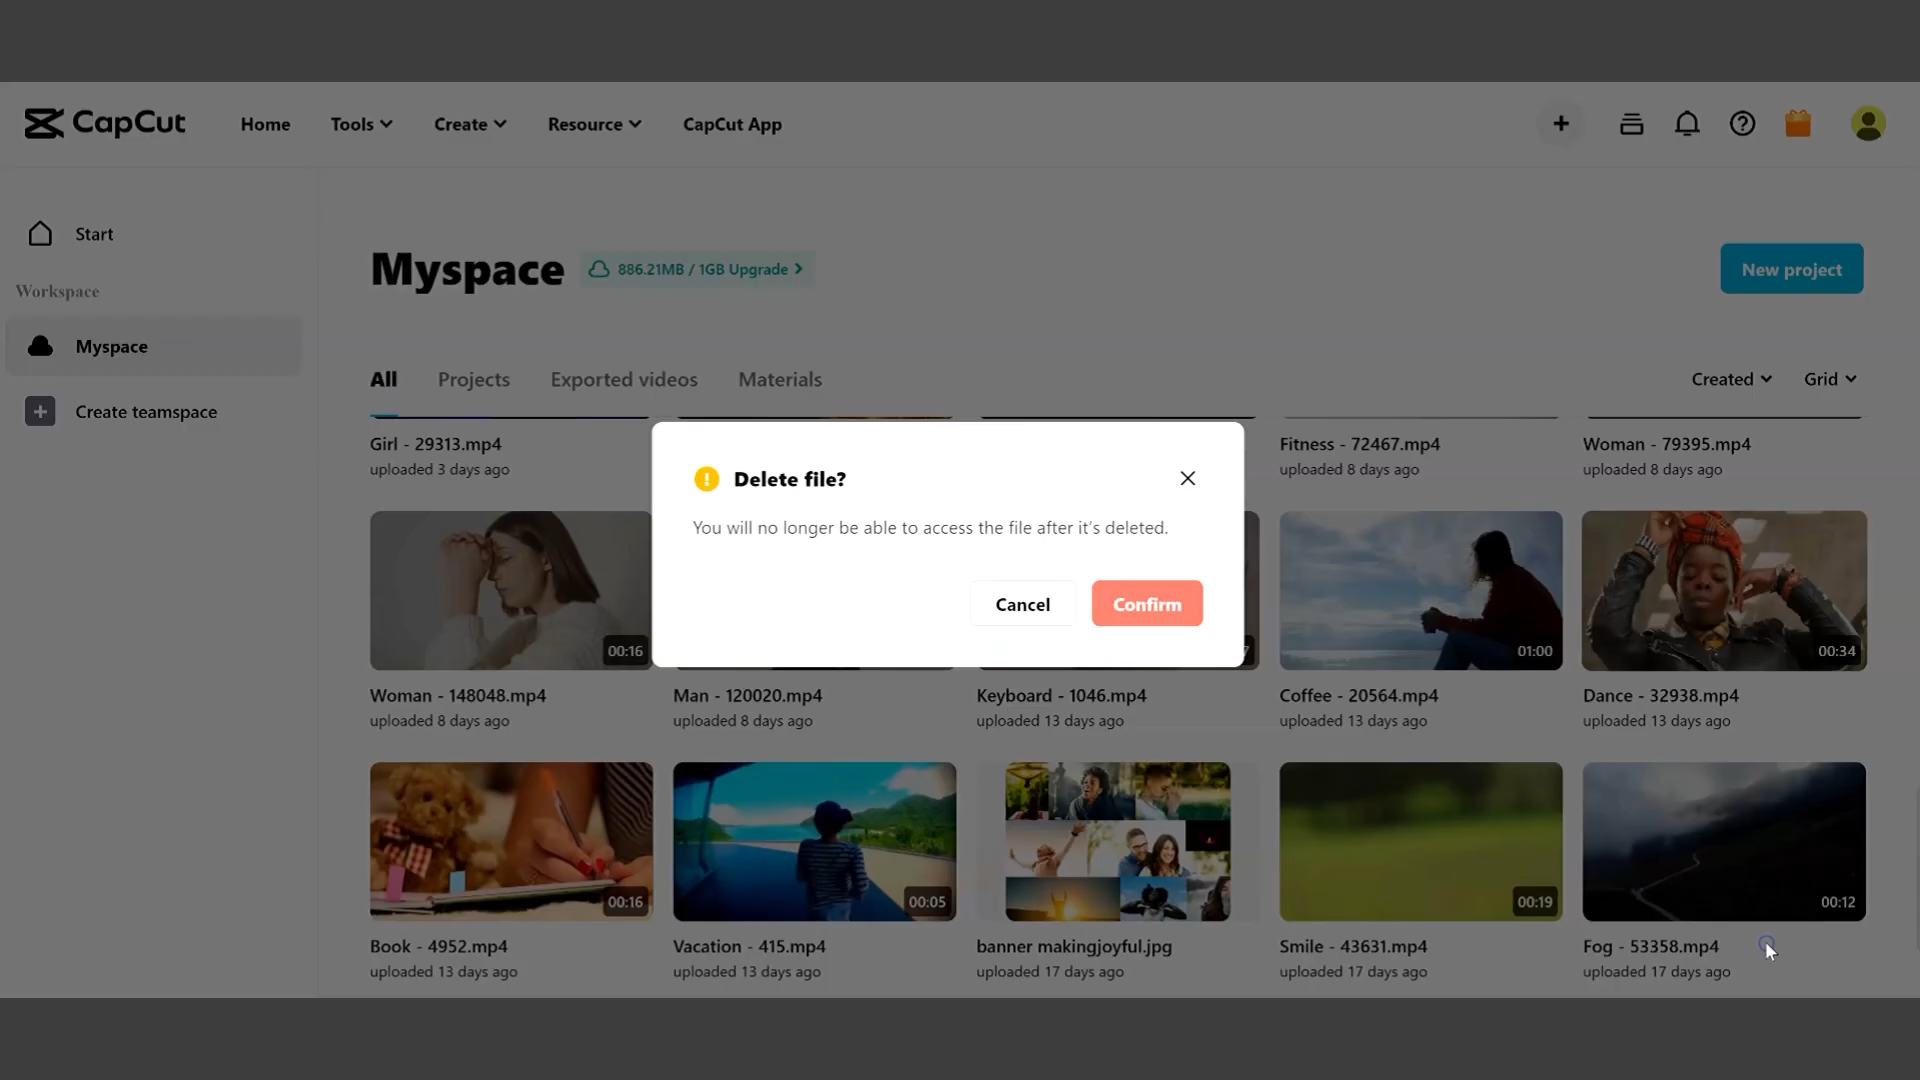 CapCut
Home Tools Create Resource CapCut App
Start
Workspace
Myspace
Create teamspace
Myspace 886.21MB / 1GB Upgrade
New project
All Projects Exported videos Materials
Created Grid
Girl - 29313.mp4
uploaded 3 days ago
Fitness - 72467.mp4
uploaded 8 days ago
Woman - 79395.mp4
uploaded 8 days ago
Delete file?
You will no longer be able to access the file after it's deleted.
Cancel Confirm
00:16
7
01:00
00:34
Woman - 148048.mp4
uploaded 8 days ago
Man - 120020.mp4
uploaded 8 days ago
Keyboard - 1046.mp4
uploaded 13 days ago
Coffee - 20564.mp4
uploaded 13 days ago
Dance - 32938.mp4
uploaded 13 days ago
00:16
00:05
00:19
00:12
Book - 4952.mp4
uploaded 13 days ago
Vacation - 415.mp4
uploaded 13 days ago
banner makingjoyful.jpg
uploaded 17 days ago
Smile - 43631.mp4
uploaded 17 days ago
Fog - 53358.mp4
uploaded 17 days ago